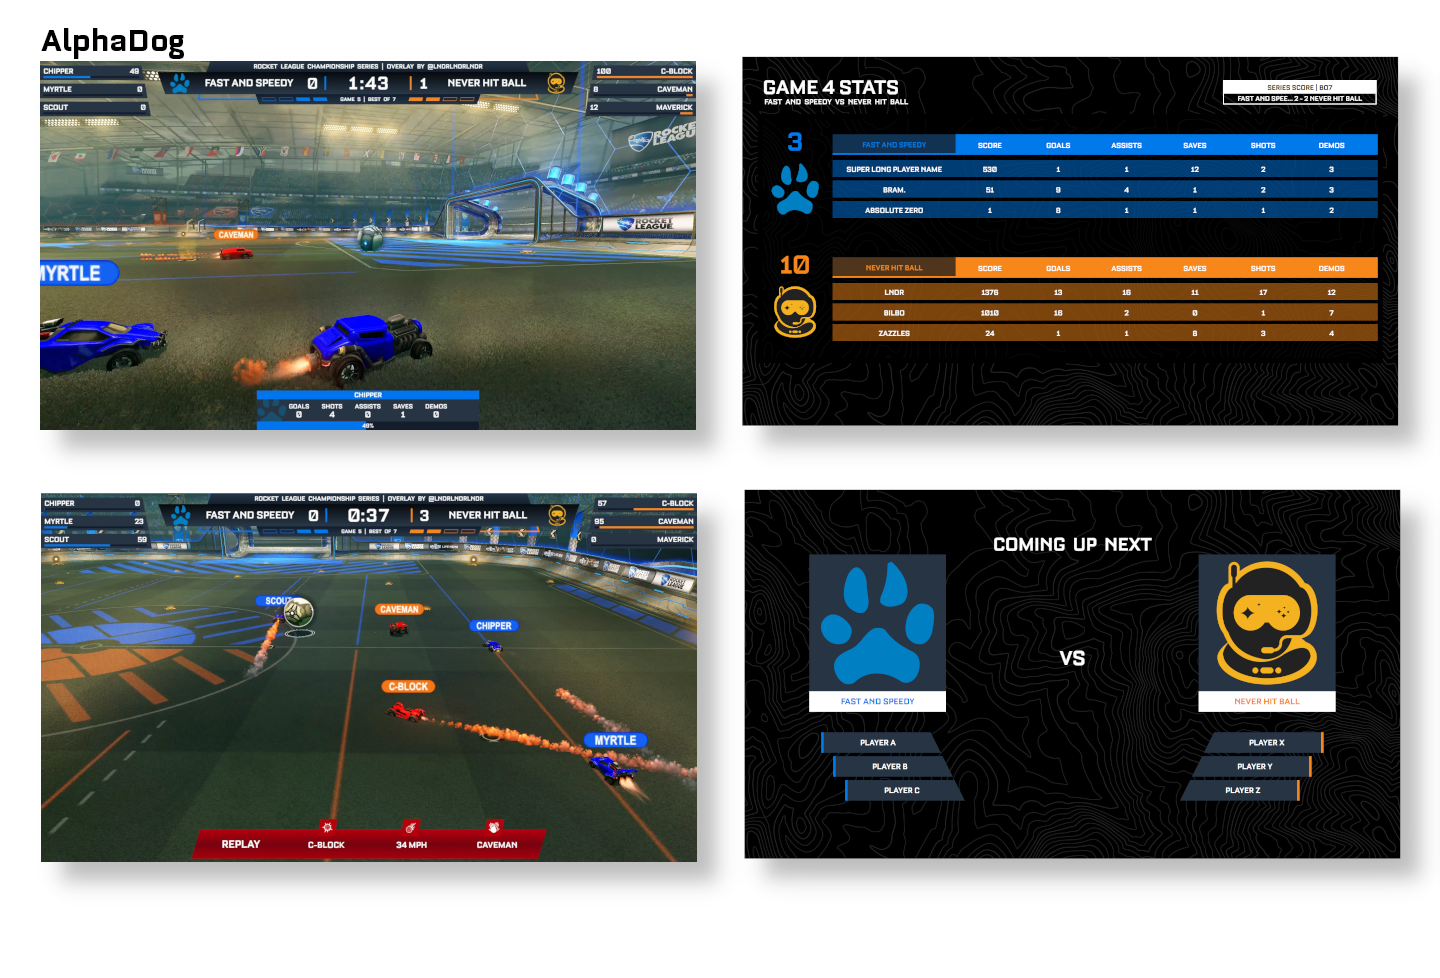 AlphaDog
ROCKET LEAGUE CHAMPIONSHIP SERIES | OVERLAY BY @LNDRLNDRLNDR
CHIPPER 49
MYRTLE 0
SCOUT 0
FAST AND SPEEDY 0 1:43 1 NEVER HIT BALL
GAME 5 | BEST OF 7
100 C-BLOCK
8 CAVEMAN
12 MAVERICK
ROCKET LEAGUE
ROCKET
LEAGUE
CAVEMAN
MYRTLE
CHIPPER
GOALS SHOTS ASSISTS SAVES DEMOS
0 4 0 1 0
49%
GAME 4 STATS
FAST AND SPEEDY VS NEVER HIT BALL
SERIES SCORE | BO7
FAST AND SPEE... 2 - 2 NEVER HIT BALL
3
FAST AND SPEEDY SCORE GOALS ASSISTS SAVES SHOTS DEMOS
SUPER LONG PLAYER NAME 530 1 1 12 2 3
BRAM. 51 9 4 1 2 3
ABSOLUTE ZERO 1 8 1 1 1 2
10
NEVER HIT BALL SCORE GOALS ASSISTS SAVES SHOTS DEMOS
LNDR 1376 13 16 11 17 12
BILBO 1010 16 2 0 1 7
ZAZZLES 24 1 1 8 3 4
ROCKET LEAGUE CHAMPIONSHIP SERIES | OVERLAY BY @LNDRLNDRLNDR
CHIPPER 0
MYRTLE 23
SCOUT 59
FAST AND SPEEDY 0 0:37 3 NEVER HIT BALL
GAME 5 | BEST OF 7
57 C-BLOCK
95 CAVEMAN
0 MAVERICK
SCOUT
CAVEMAN
CHIPPER
C-BLOCK
MYRTLE
REPLAY C-BLOCK 34 MPH CAVEMAN
COMING UP NEXT
VS
FAST AND SPEEDY
PLAYER A
PLAYER B
PLAYER C
NEVER HIT BALL
PLAYER X
PLAYER Y
PLAYER Z